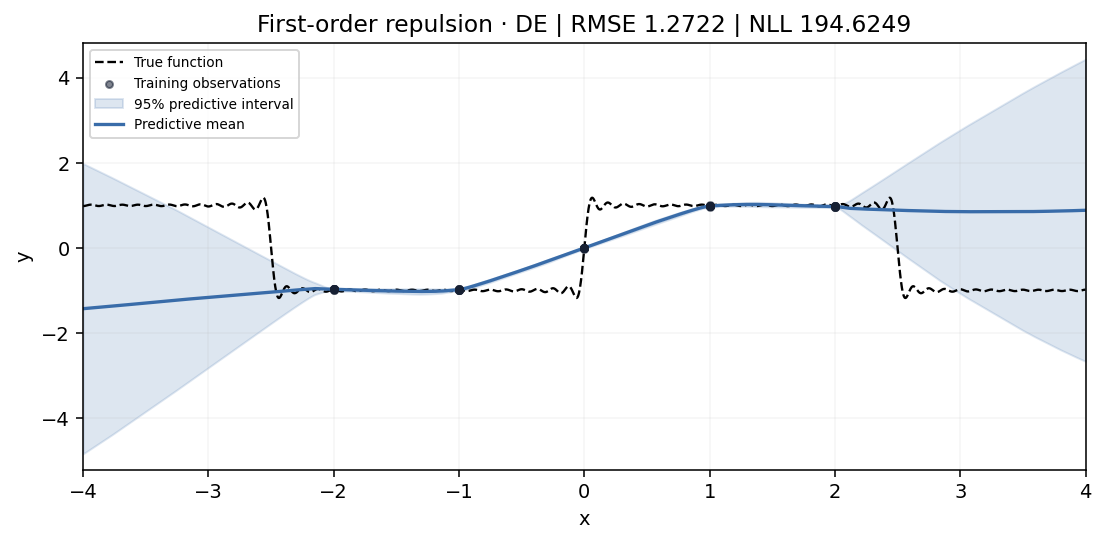 First-order repulsion · DE | RMSE 1.2722 | NLL 194.6249
True function
Training observations
95% predictive interval
Predictive mean
4
2
0
−2
−4
y
−4 −3 −2 −1 0 1 2 3 4
x